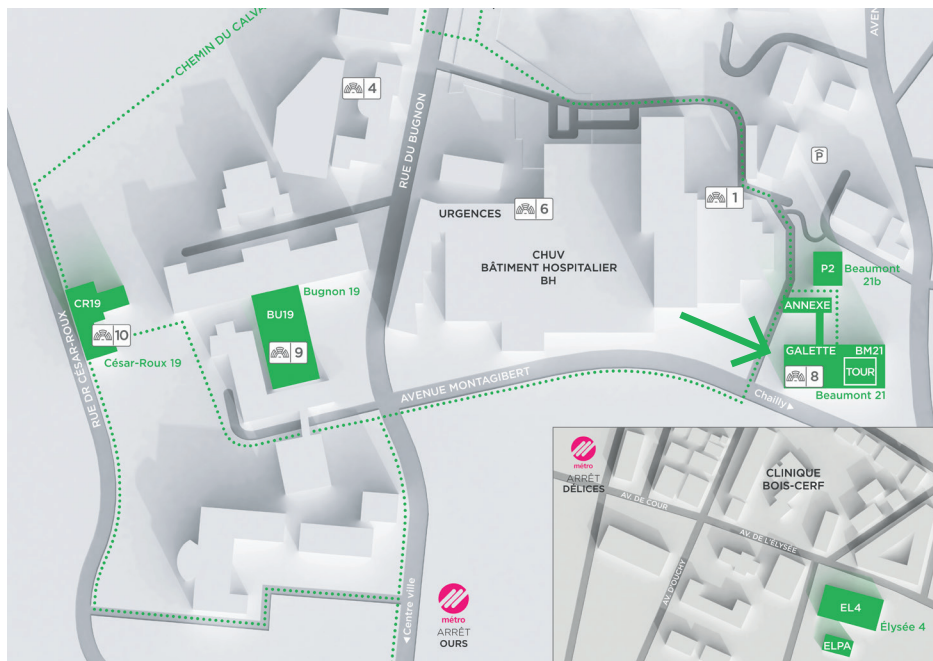 CHEMIN DU CALVA
AVEN
4
RUE DU BUGNON
P
1
URGENCES
6
CHUV
BÂTIMENT HOSPITALIER
BH
P2
Beaumont
21b
CR19
Bugnon 19
ANNEXE
BU19
10
9
César-Roux 19
RUE DR CÉSAR-ROUX
GALETTE
BM21
8
TOUR
Beaumont 21
AVENUE MONTAGIBERT
Chailly
métro
ARRÊT
DÉLICES
CLINIQUE
BOIS-CERF
AV. DE COUR
AV. DE L'ÉLYSÉE
AV. D'OUCHY
EL4
Élysée 4
ELPA
Centre ville
métro
ARRÊT
OURS